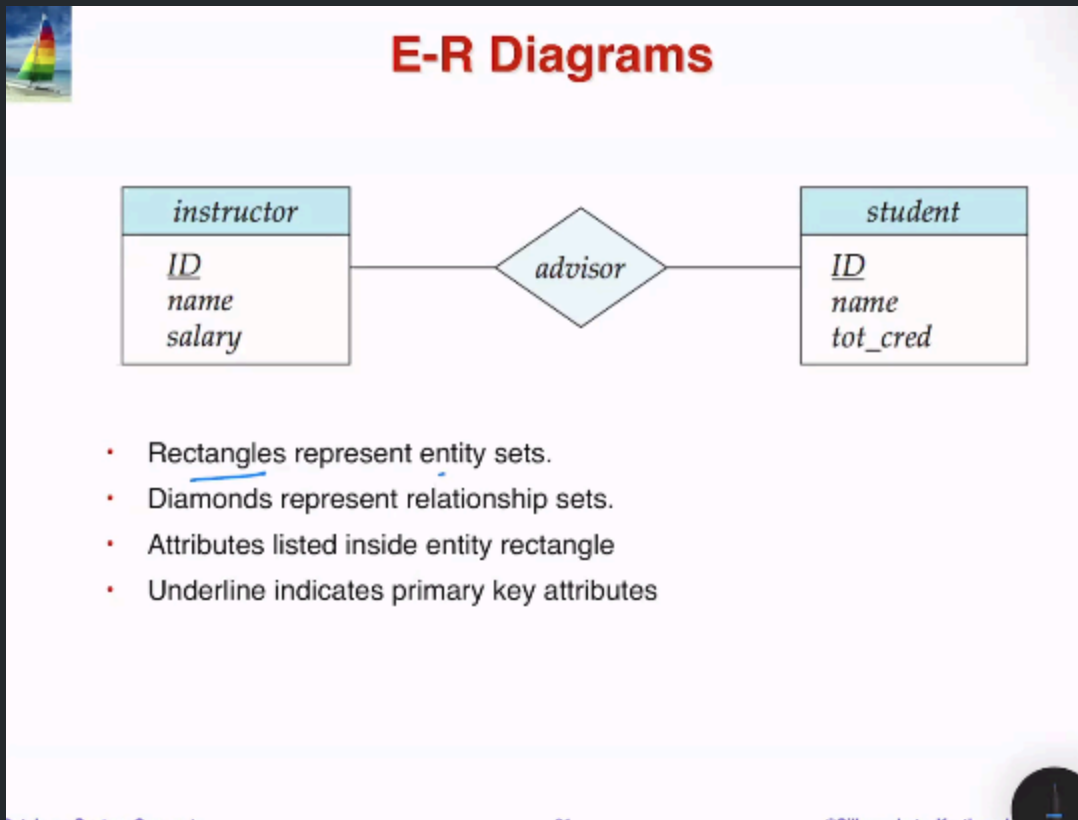 E-R Diagrams
instructor
ID
name
salary
advisor
student
ID
name
tot_cred
Rectangles represent entity sets.
Diamonds represent relationship sets.
Attributes listed inside entity rectangle
Underline indicates primary key attributes